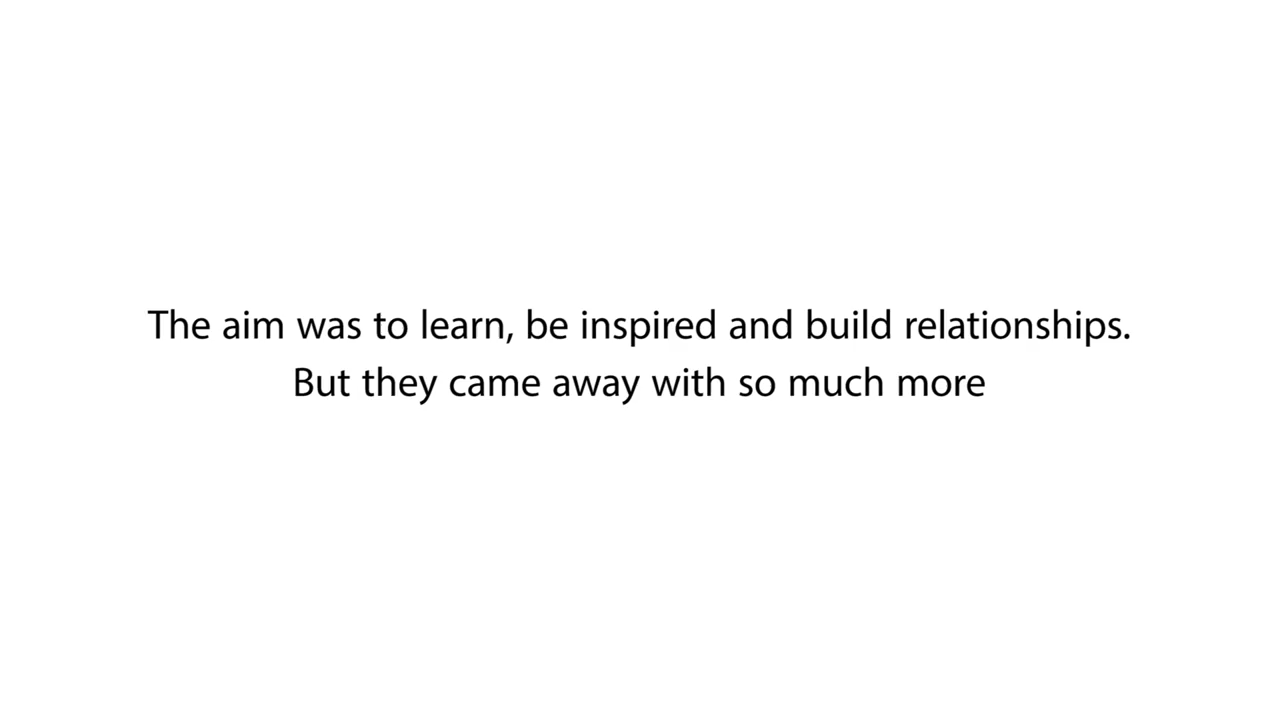 The aim was to learn, be inspired and build relationships.
But they came away with so much more